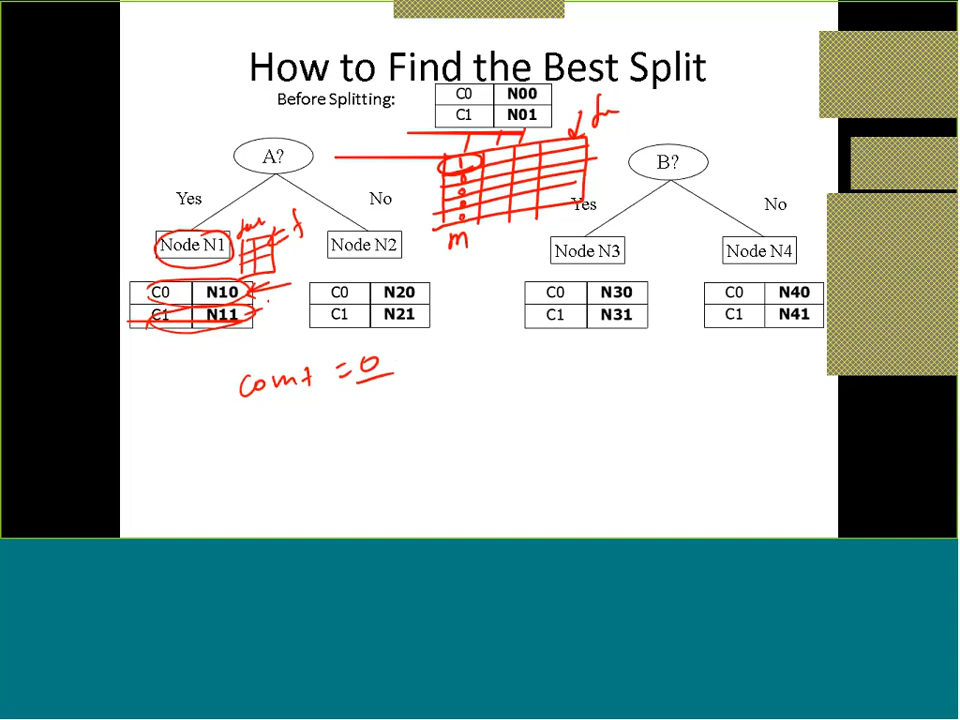 How to Find the Best Split
Before Splitting:
C0 N00
C1 N01
A?
B?
Yes
No
Yes
No
m
Node N1
Node N2
Node N3
Node N4
C0 N10
C1 N11
C0 N20
C1 N21
C0 N30
C1 N31
C0 N40
C1 N41
= 0